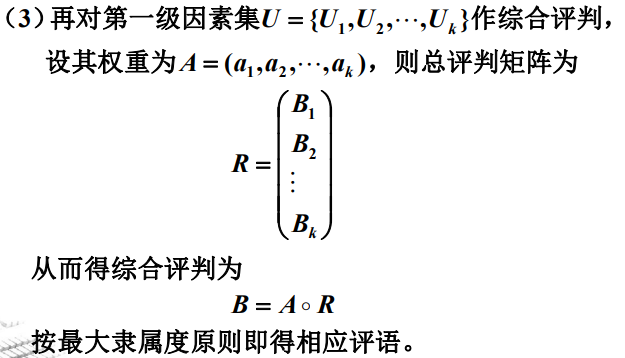 （3）再对第一级因素集U = {U₁,U₂,⋯,Uₖ}作综合评判，
设其权重为 A = (a₁,a₂,⋯,aₖ)，则总评判矩阵为
B₁
B₂
R = ⋮
Bₖ
从而得综合评判为
B = A ∘ R
按最大隶属度原则即得相应评语。